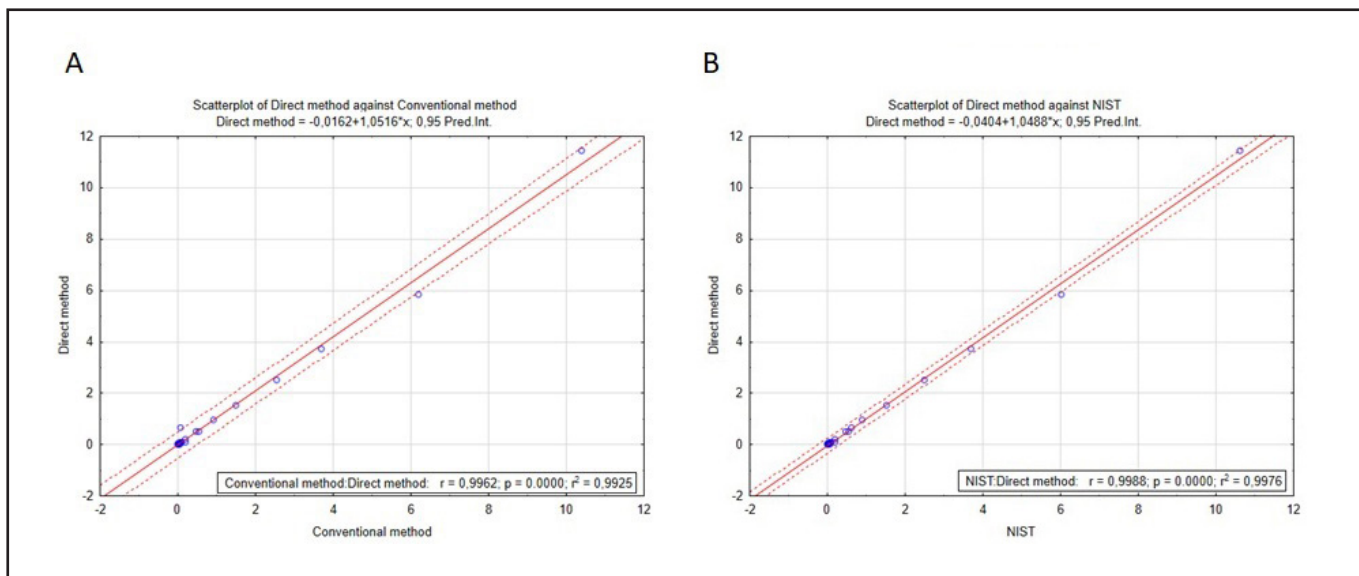 A
Scatterplot of Direct method against Conventional method
Direct method = -0,0162+1,0516*x; 0,95 Pred.Int.
12
10
8
6
4
2
0
-2
-2 0 2 4 6 8 10 12
Direct method
Conventional method
Conventional method:Direct method: r = 0,9962; p = 0.0000; r² = 0,9925
B
Scatterplot of Direct method against NIST
Direct method = -0,0404+1,0488*x; 0,95 Pred.Int.
12
10
8
6
4
2
0
-2
-2 0 2 4 6 8 10 12
Direct method
NIST
NIST:Direct method: r = 0,9988; p = 0.0000; r² = 0,9976